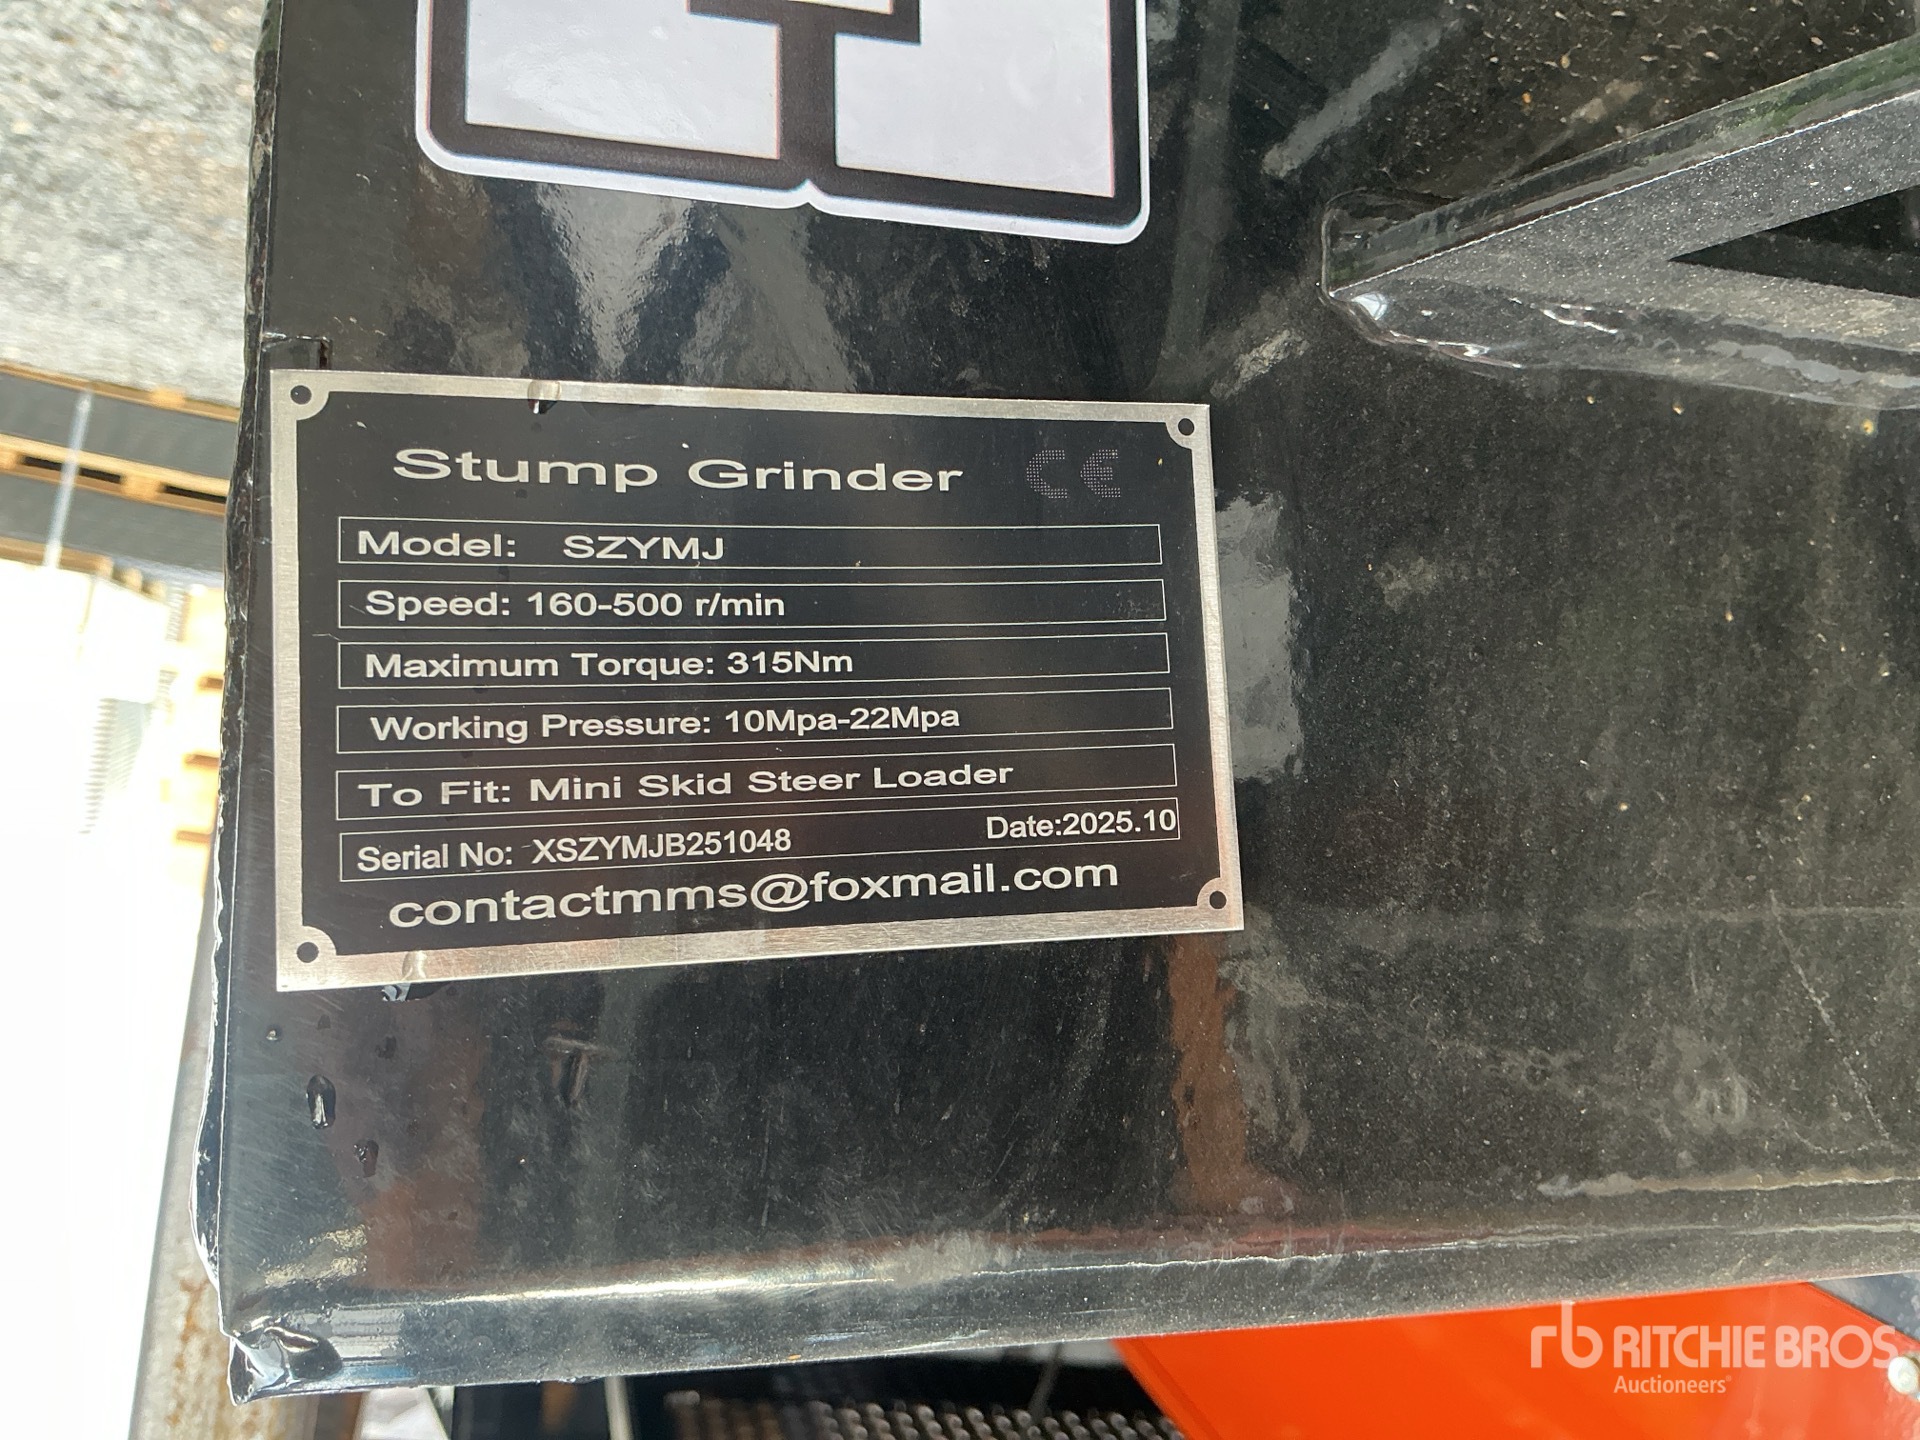 Stump Grinder CE
Model: SZYMJ
Speed: 160-500 r/min
Maximum Torque: 315Nm
Working Pressure: 10Mpa-22Mpa
To Fit: Mini Skid Steer Loader
Serial No: XSZYMJB251048 Date:2025.10
contactmms@foxmail.com
rb RITCHIE BROS
Auctioneers